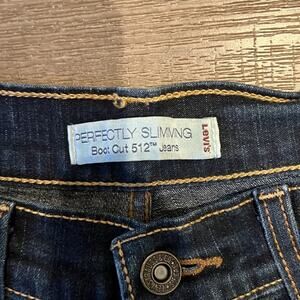 PERFECTLY SLIMMING
Boot Cut 512™ Jeans
LEVI'S